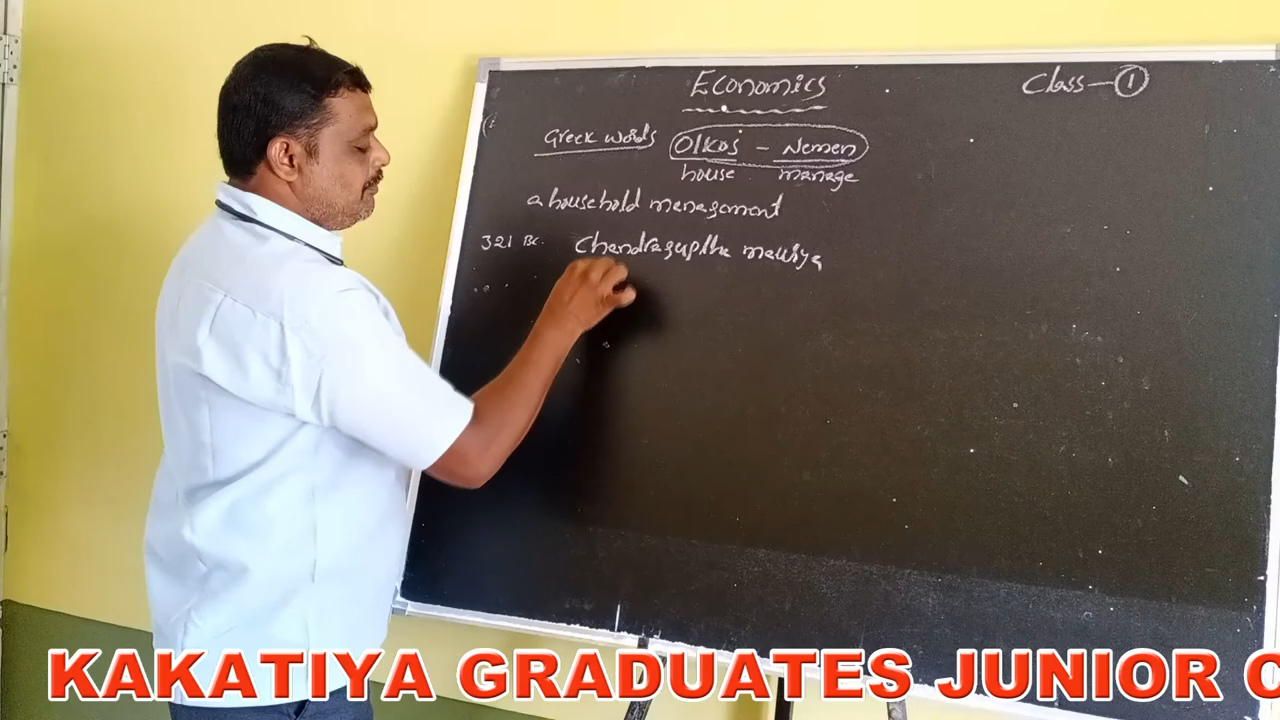 Economics
Class - 1
Greek words Oikos - Nemen
house manage
a household management
321 Bc. Chandraguptha mauriya
KAKATIYA GRADUATES JUNIOR C